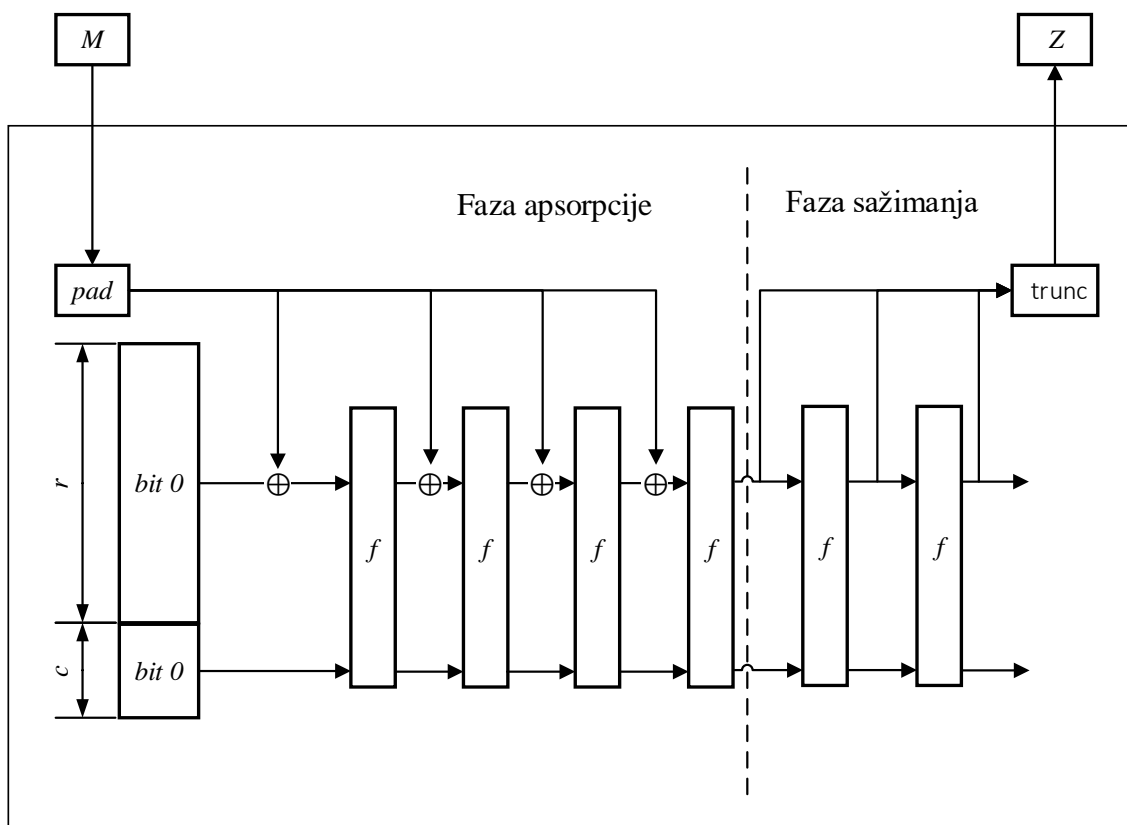 M
Z
Faza apsorpcije
Faza sažimanja
pad
trunc
r
bit 0
f
f
f
f
f
f
c
bit 0